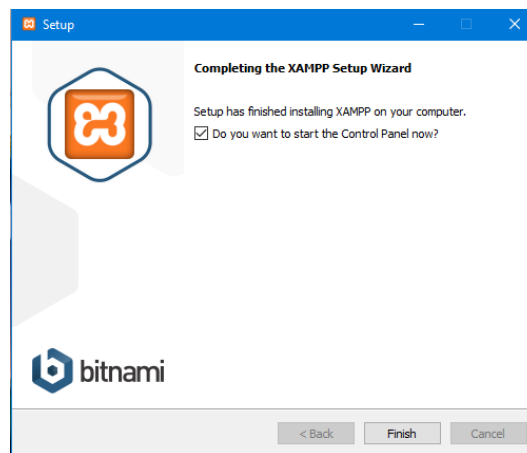 Setup
Completing the XAMPP Setup Wizard
Setup has finished installing XAMPP on your computer.
Do you want to start the Control Panel now?
bitnami
< Back
Finish
Cancel